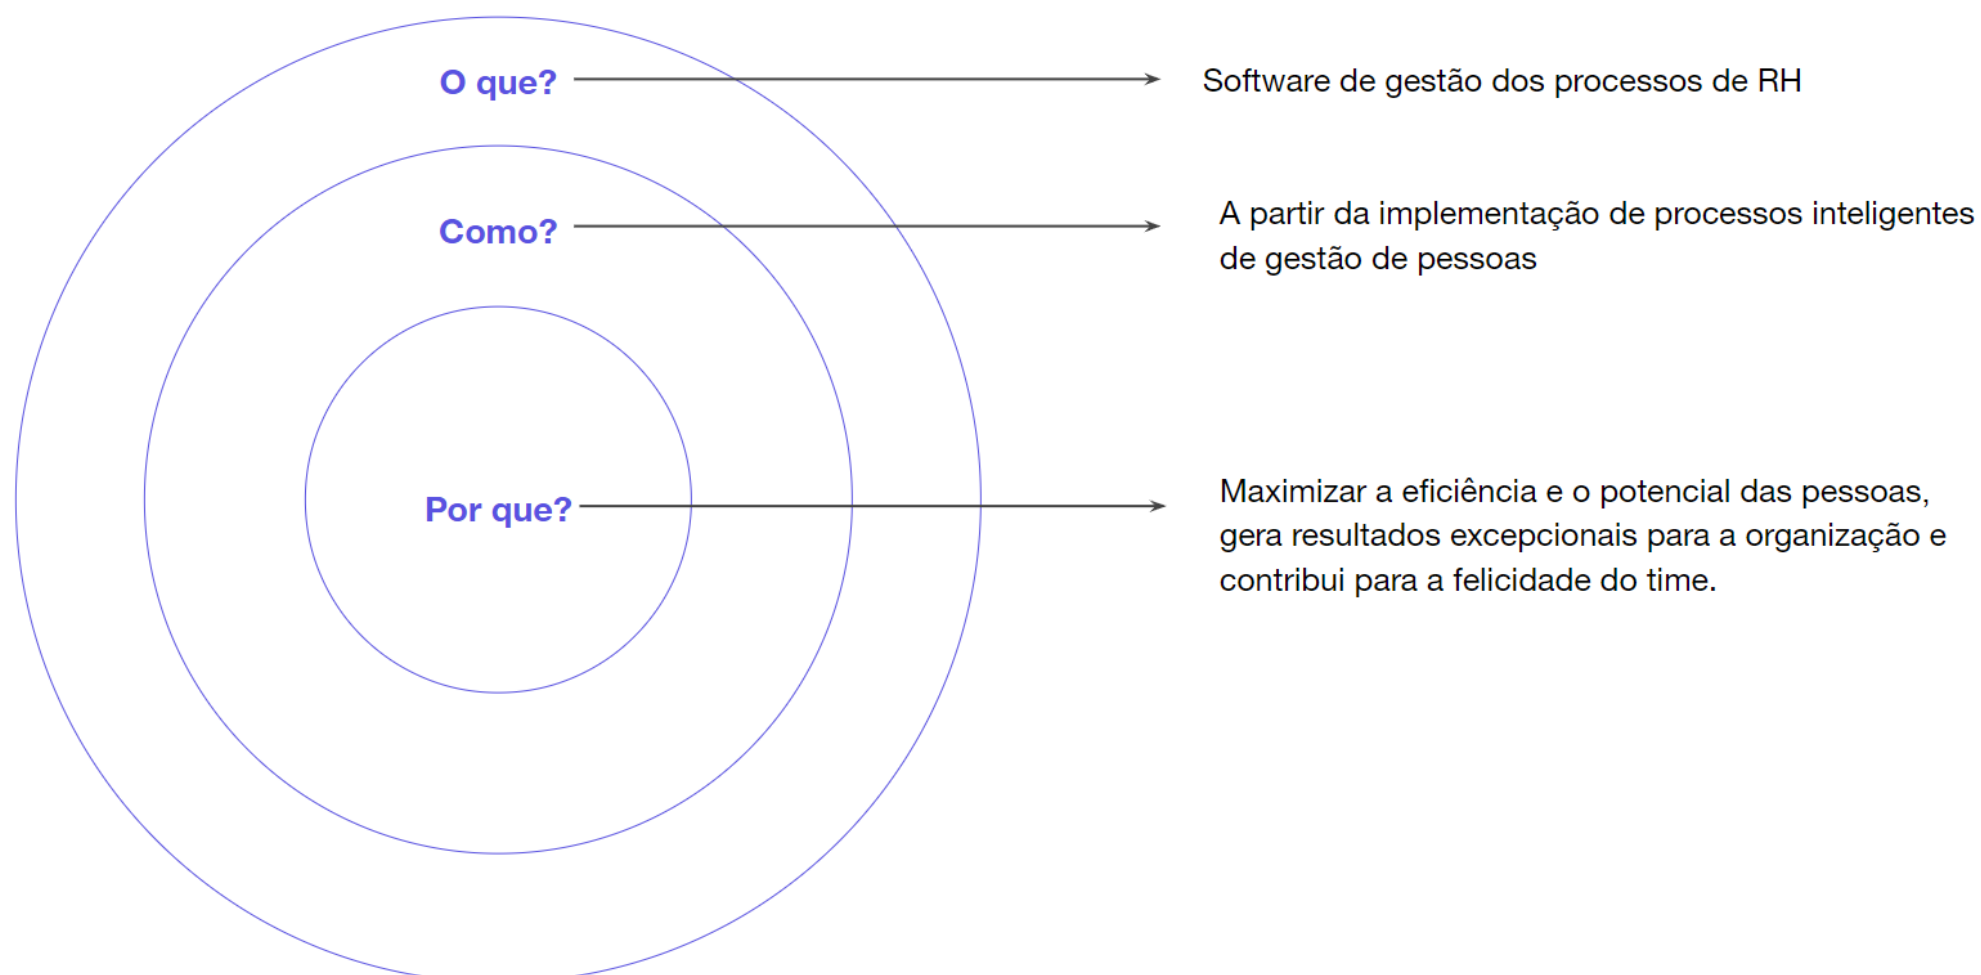 O que?
Software de gestão dos processos de RH
Como?
A partir da implementação de processos inteligentes
de gestão de pessoas
Por que?
Maximizar a eficiência e o potencial das pessoas,
gera resultados excepcionais para a organização e
contribui para a felicidade do time.